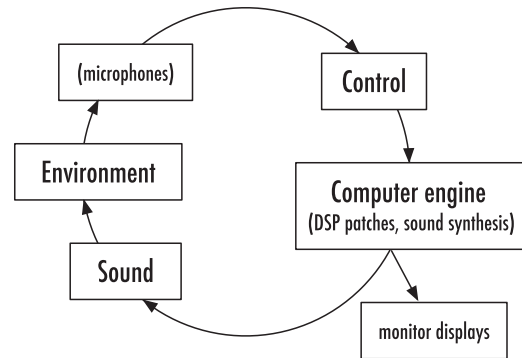 (microphones)
Control
Environment
Computer engine
(DSP patches, sound synthesis)
Sound
monitor displays